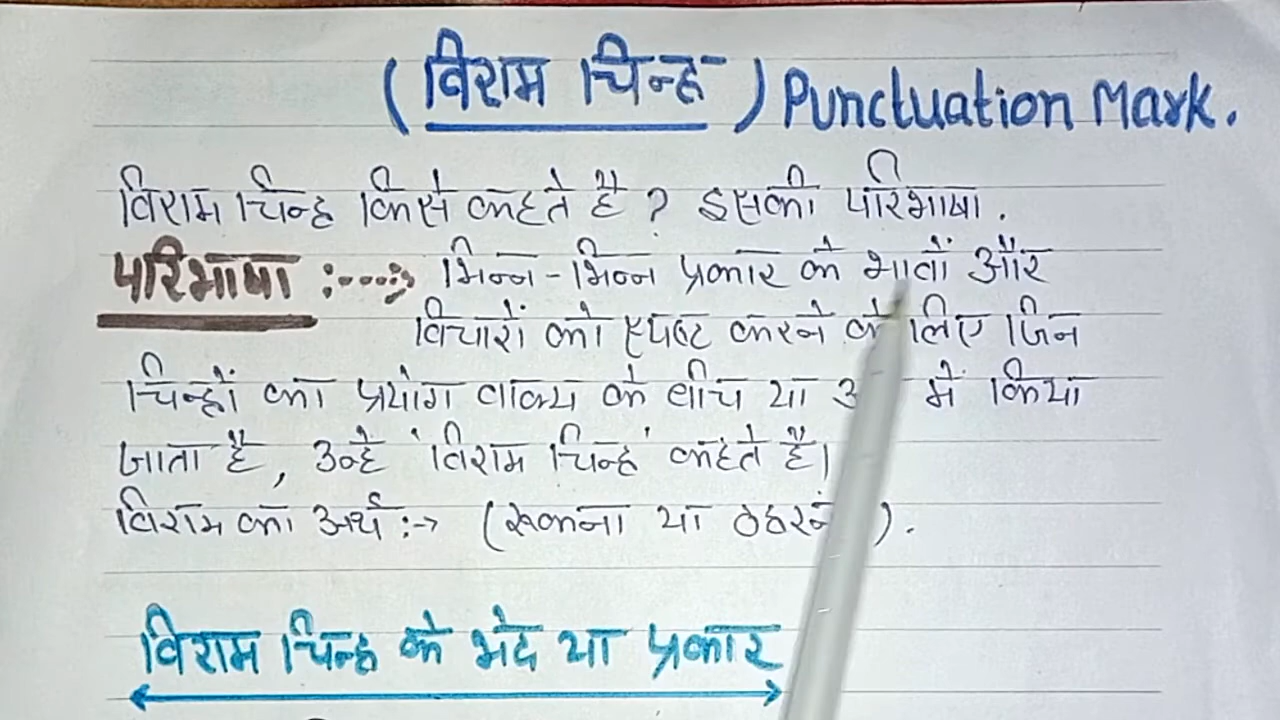 (विराम चिन्ह) Punctuation Mark.
विराम चिन्ह किसे कहते है ? इसकी परिभाषा .
परिभाषा :----:> भिन्न-भिन्न प्रकार के भावों और
विचारों को स्पष्ट करने के लिए जिन
चिन्हों का प्रयोग वाक्य के बीच या में किया
जाता है, उन्हे 'विराम चिन्ह' कहते है।
विराम का अर्थ :-> (रूकना या ).
विराम चिन्ह के भेद या प्रकार